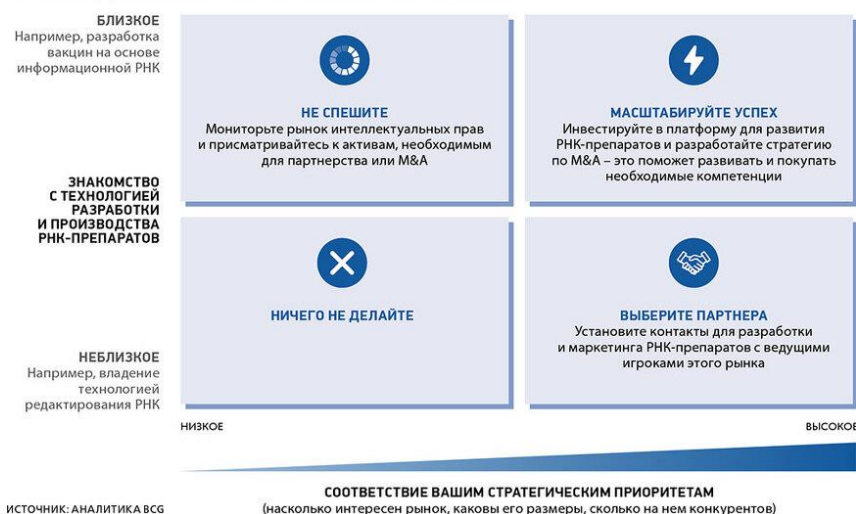 БЛИЗКОЕ
Например, разработка
вакцин на основе
информационной РНК
НЕ СПЕШИТЕ
Мониторьте рынок интеллектуальных прав
и присматривайтесь к активам, необходимым
для партнерства или M&A
МАСШТАБИРУЙТЕ УСПЕХ
Инвестируйте в платформу для развития
РНК-препаратов и разработайте стратегию
по M&A – это поможет развивать и покупать
необходимые компетенции
ЗНАКОМСТВО
С ТЕХНОЛОГИЕЙ
РАЗРАБОТКИ
И ПРОИЗВОДСТВА
РНК-ПРЕПАРАТОВ
НИЧЕГО НЕ ДЕЛАЙТЕ
ВЫБЕРИТЕ ПАРТНЕРА
Установите контакты для разработки
и маркетинга РНК-препаратов с ведущими
игроками этого рынка
НЕБЛИЗКОЕ
Например, владение
технологией
редактирования РНК
НИЗКОЕ
ВЫСОКОЕ
СООТВЕТСТВИЕ ВАШИМ СТРАТЕГИЧЕСКИМ ПРИОРИТЕТАМ
(насколько интересен рынок, каковы его размеры, сколько на нем конкурентов)
ИСТОЧНИК: АНАЛИТИКА BCG